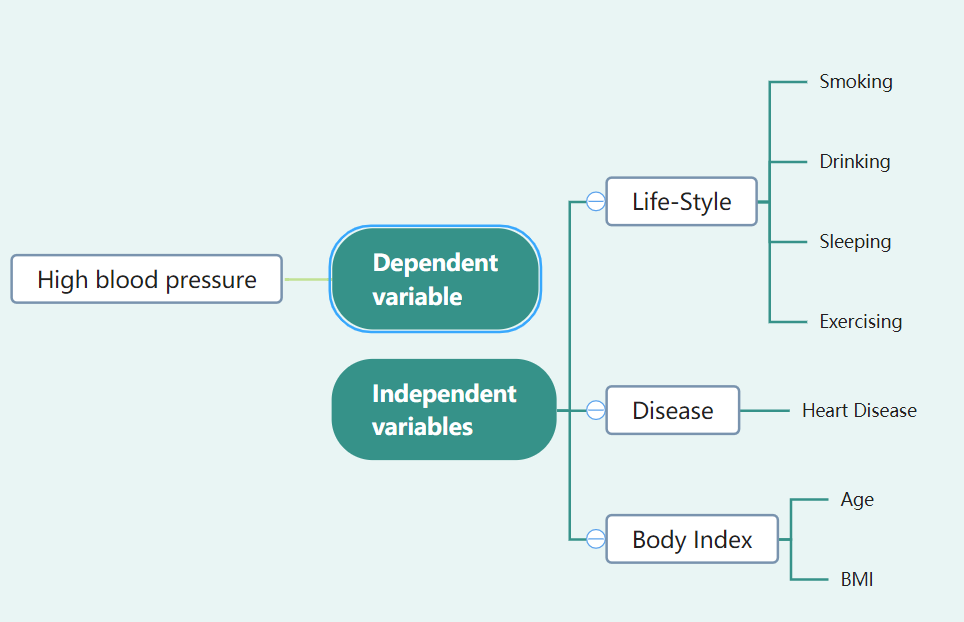 High blood pressure
Dependent
variable
Independent
variables
Life-Style
Smoking
Drinking
Sleeping
Exercising
Disease
Heart Disease
Body Index
Age
BMI